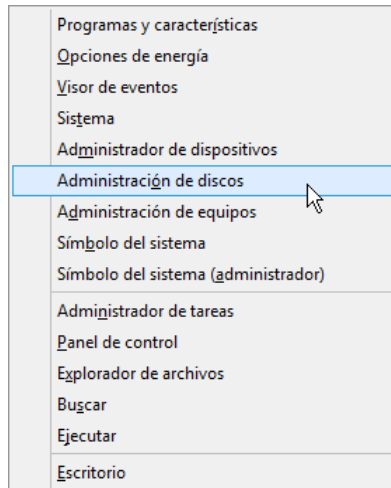 Programas y características
Opciones de energía
Visor de eventos
Sistema
Administrador de dispositivos
Administración de discos
Administración de equipos
Símbolo del sistema
Símbolo del sistema (administrador)
Administrador de tareas
Panel de control
Explorador de archivos
Buscar
Ejecutar
Escritorio